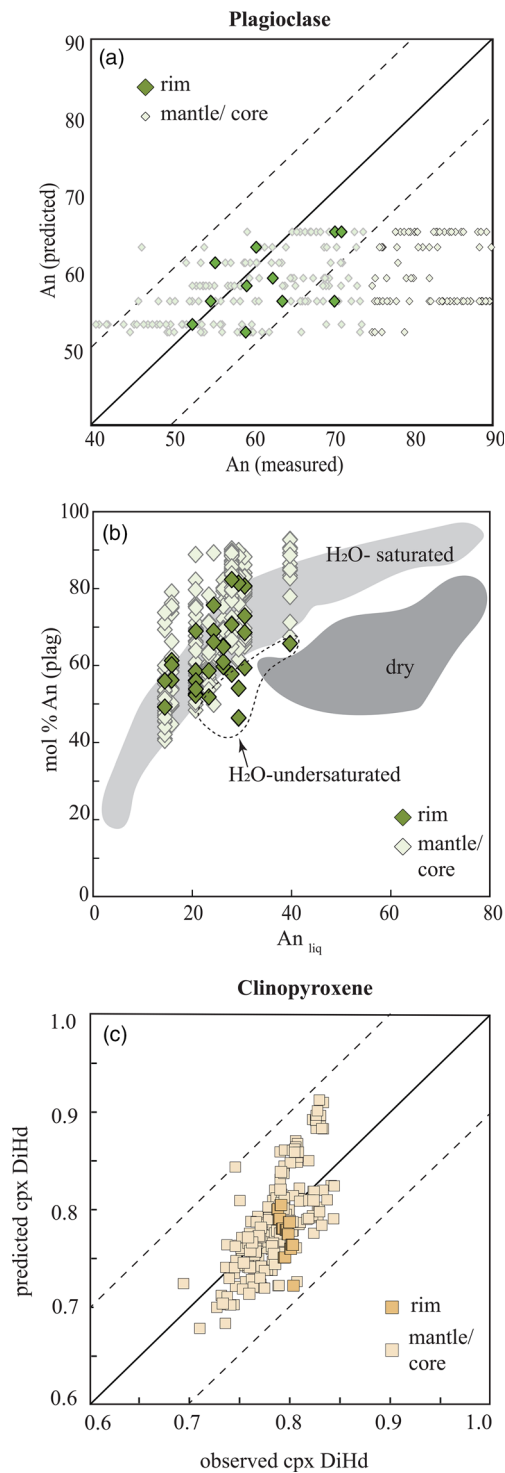 Plagioclase
(a)
rim
mantle/ core
90
80
70
60
50
An (predicted)
40 50 60 70 80 90
An (measured)
(b)
100
80
60
40
20
0
mol % An (plag)
H₂O- saturated
dry
H₂O-undersaturated
rim
mantle/
core
0 20 40 60 80
An liq
Clinopyroxene
(c)
1.0
0.9
0.8
0.7
0.6
predicted cpx DiHd
rim
mantle/
core
0.6 0.7 0.8 0.9 1.0
observed cpx DiHd